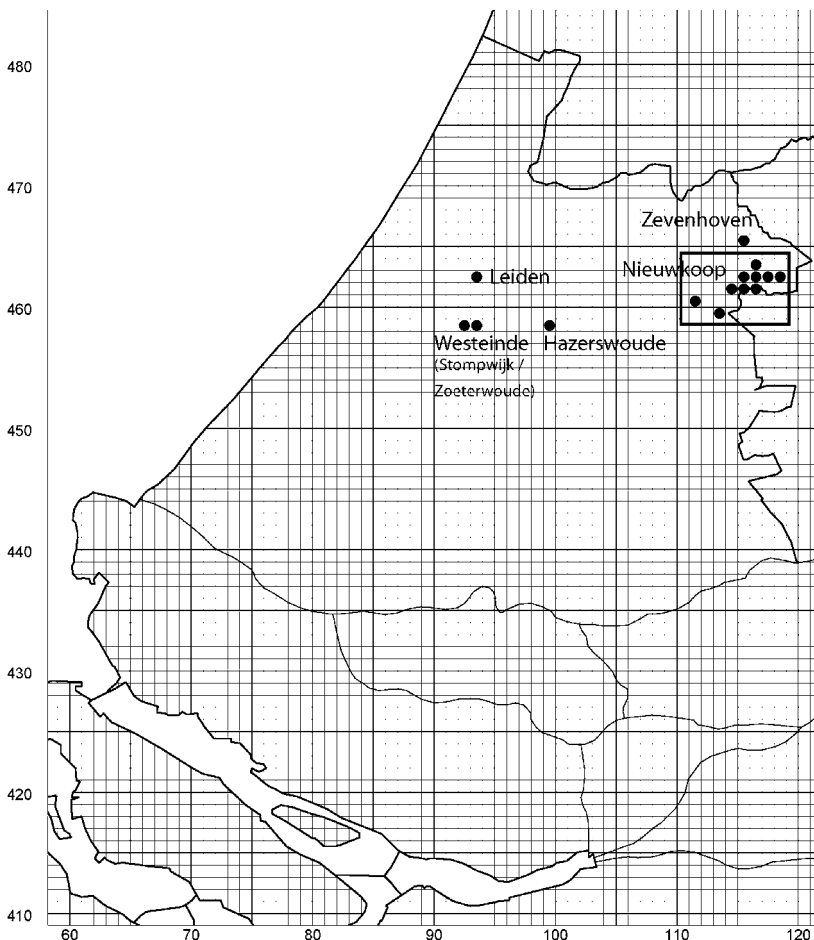 480
470
Zevenhoven
Nieuwkoop
Leiden
460
Westeinde Hazerswoude
(Stompwijk /
Zoeterwoude)
450
440
430
420
410
60 70 80 90 100 110 120